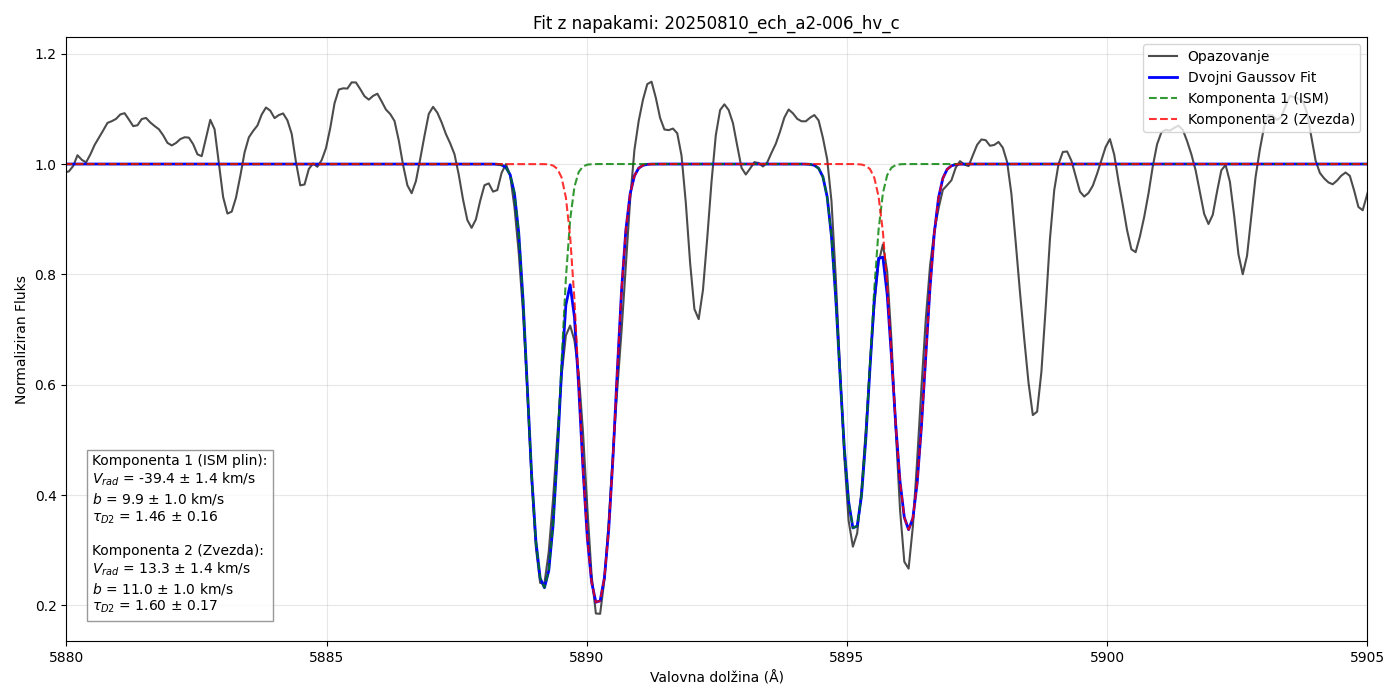 Fit z napakami: 20250810_ech_a2-006_hv_c
Opazovanje
Dvojni Gaussov Fit
Komponenta 1 (ISM)
Komponenta 2 (Zvezda)
Normaliziran Fluks
1.2
1.0
0.8
0.6
0.4
0.2
Komponenta 1 (ISM plin):
V_rad = -39.4 ± 1.4 km/s
b = 9.9 ± 1.0 km/s
τ_D2 = 1.46 ± 0.16
Komponenta 2 (Zvezda):
V_rad = 13.3 ± 1.4 km/s
b = 11.0 ± 1.0 km/s
τ_D2 = 1.60 ± 0.17
5880 5885 5890 5895 5900 5905
Valovna dolžina (Å)